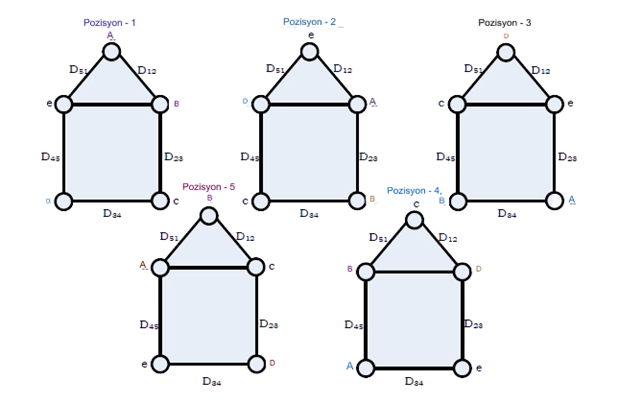 Pozisyon - 1
A
D₅₁ D₁₂
e B
D₄₅ D₂₃
D c
D₃₄
Pozisyon - 2 _
e
D₅₁ D₁₂
D A
D₄₅ D₂₃
c B
D₃₄
Pozisyon - 3
D
D₅₁ D₁₂
c e
D₄₅ D₂₃
B A
D₃₄
Pozisyon - 5
B
D₅₁ D₁₂
A c
D₄₅ D₂₃
e D
D₃₄
Pozisyon - 4,
c
D₅₁ D₁₂
B D
D₄₅ D₂₃
A e
D₃₄